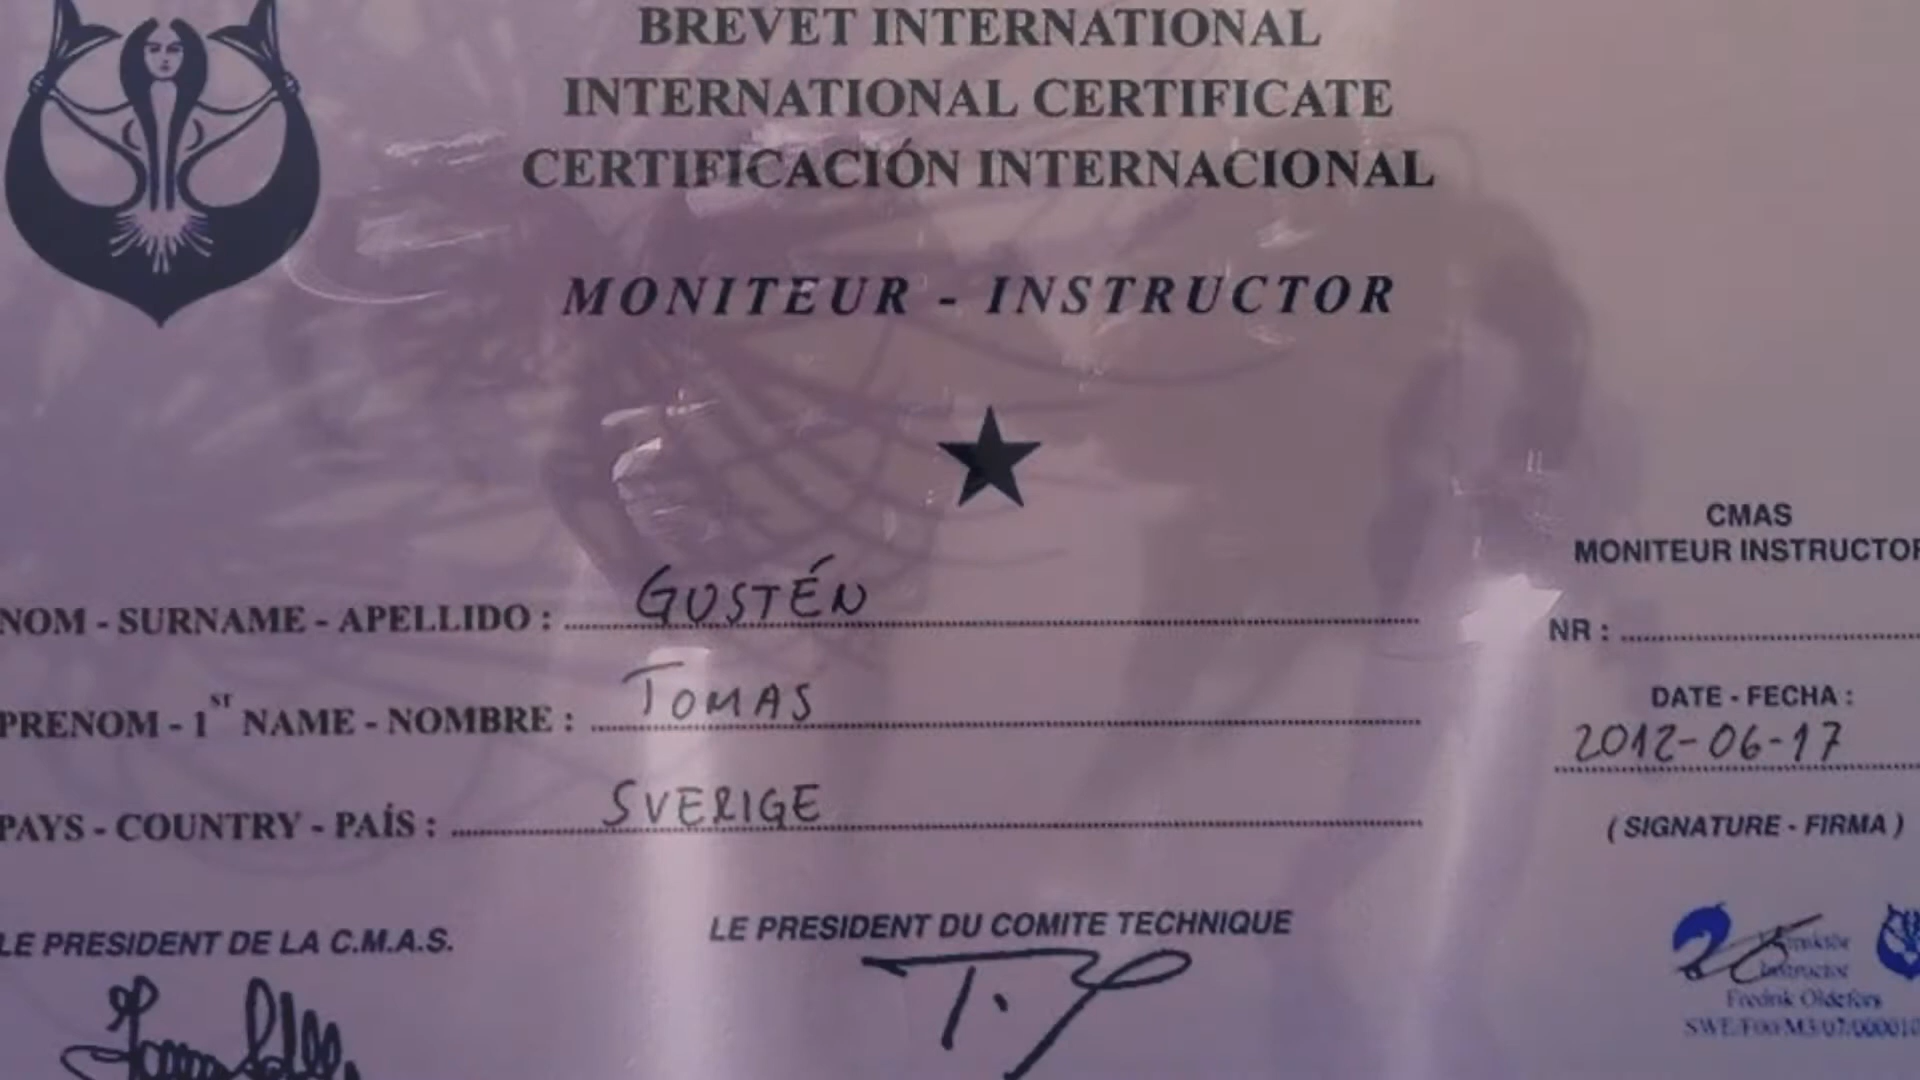 BREVET INTERNATIONAL
INTERNATIONAL CERTIFICATE
CERTIFICACIÓN INTERNACIONAL
MONITEUR - INSTRUCTOR
CMAS
MONITEUR INSTRUCTOR
NOM - SURNAME - APELLIDO : GUSTÉN
NR :
PRENOM - 1ST NAME - NOMBRE : TOMAS
DATE - FECHA :
2012-06-17
PAYS - COUNTRY - PAÍS : SVERIGE
( SIGNATURE - FIRMA )
LE PRESIDENT DE LA C.M.A.S.
LE PRESIDENT DU COMITE TECHNIQUE
Instructor
Fredrik Oldefors